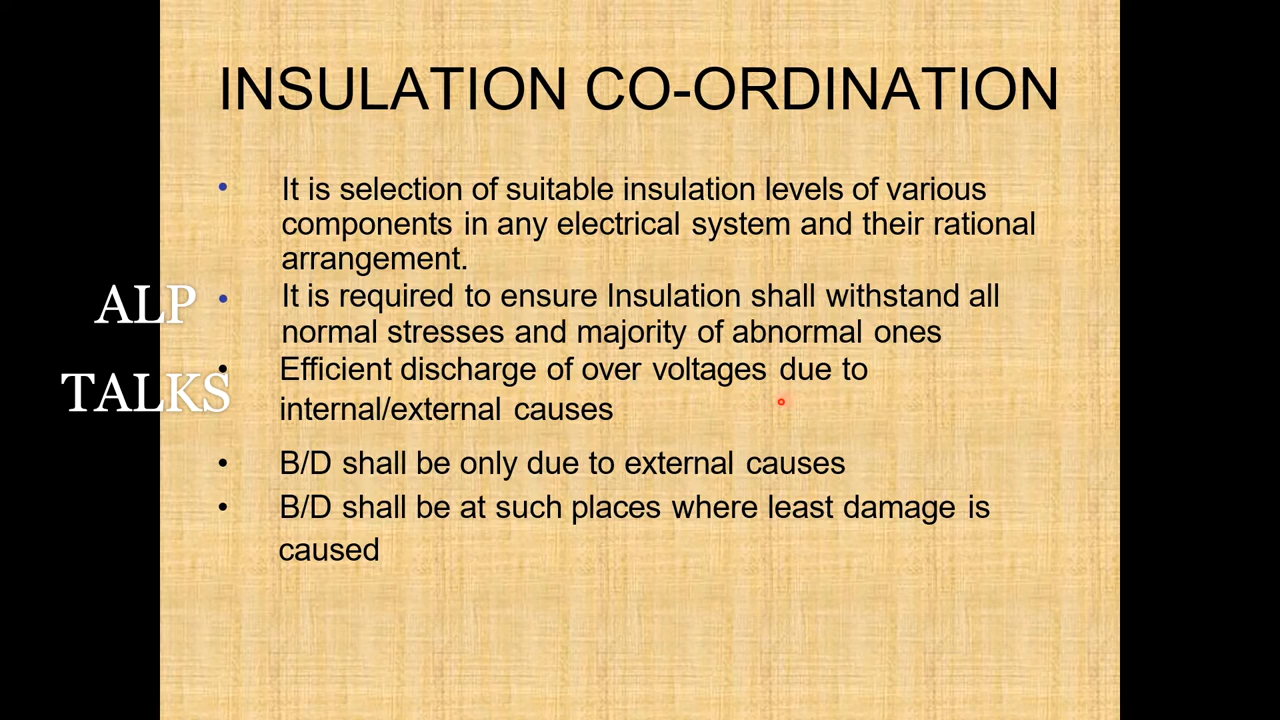 INSULATION CO-ORDINATION
• It is selection of suitable insulation levels of various
components in any electrical system and their rational
arrangement.
• It is required to ensure Insulation shall withstand all
normal stresses and majority of abnormal ones
• Efficient discharge of over voltages due to
internal/external causes
• B/D shall be only due to external causes
• B/D shall be at such places where least damage is
caused
ALP
TALKS